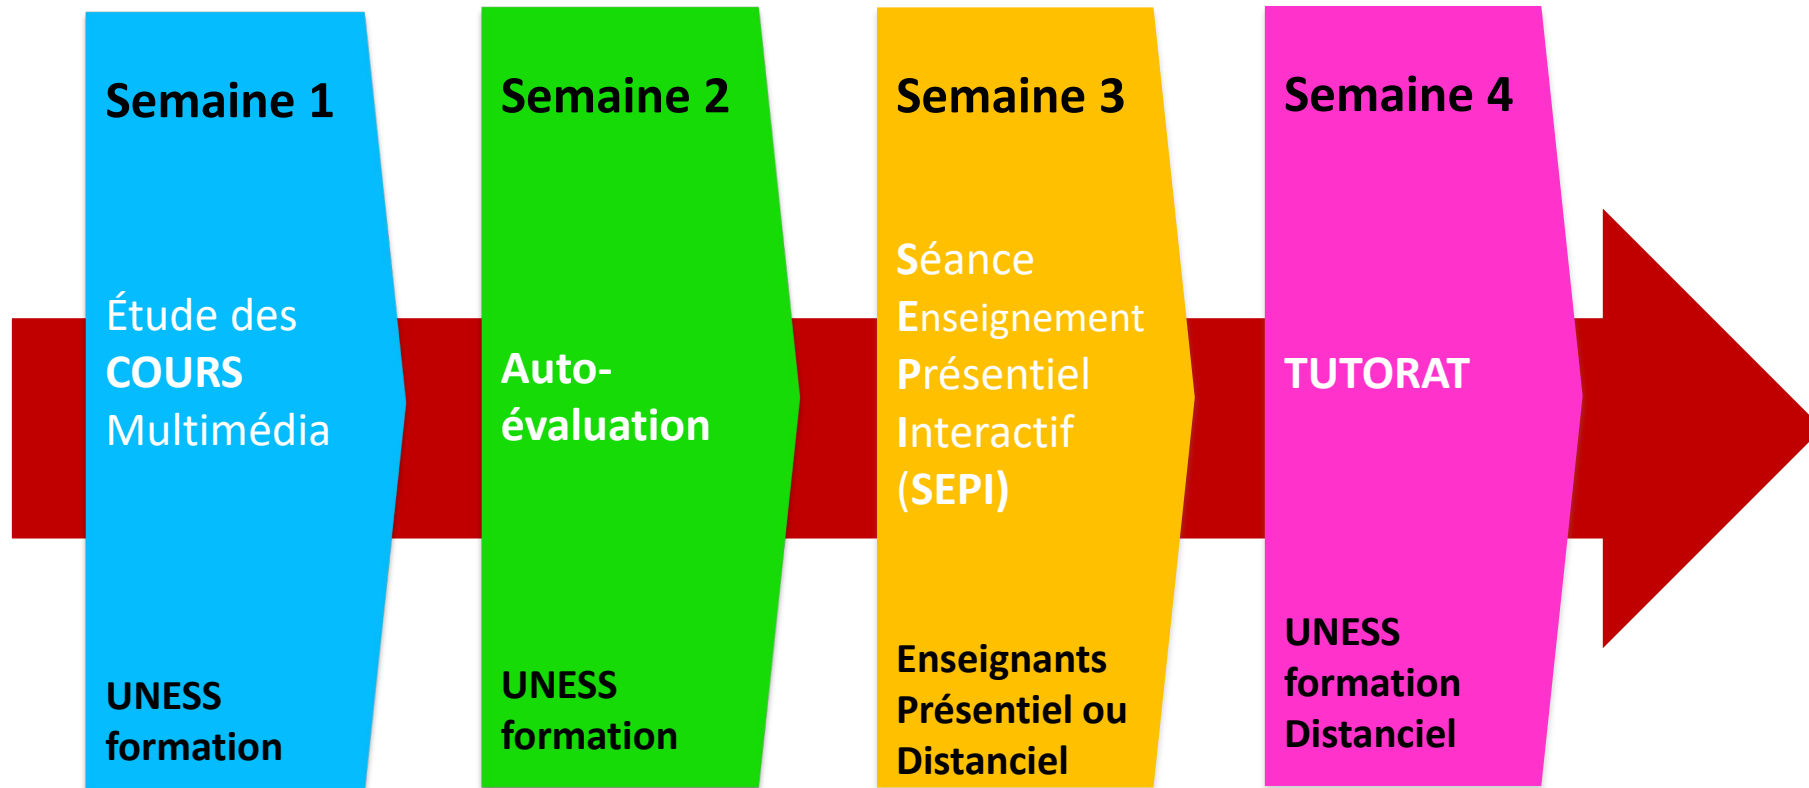 Semaine 1
Étude des
COURS
Multimédia
UNESS
formation
Semaine 2
Auto-
évaluation
UNESS
formation
Semaine 3
Séance
Enseignement
Présentiel
Interactif
(SEPI)
Enseignants
Présentiel ou
Distanciel
Semaine 4
TUTORAT
UNESS
formation
Distanciel